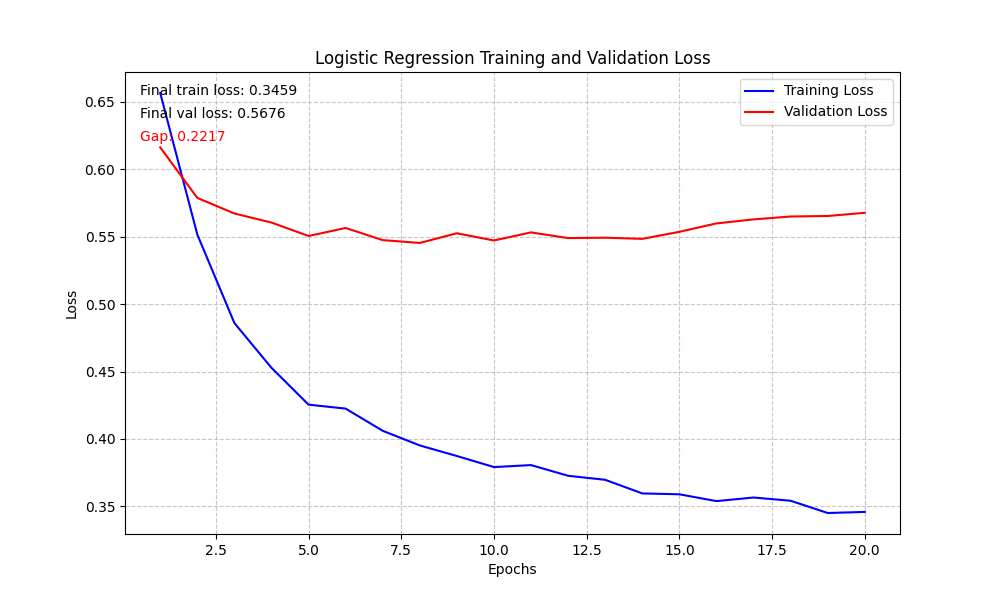 Logistic Regression Training and Validation Loss
Final train loss: 0.3459
Final val loss: 0.5676
Gap: 0.2217
Training Loss
Validation Loss
Loss
0.65
0.60
0.55
0.50
0.45
0.40
0.35
2.5 5.0 7.5 10.0 12.5 15.0 17.5 20.0
Epochs